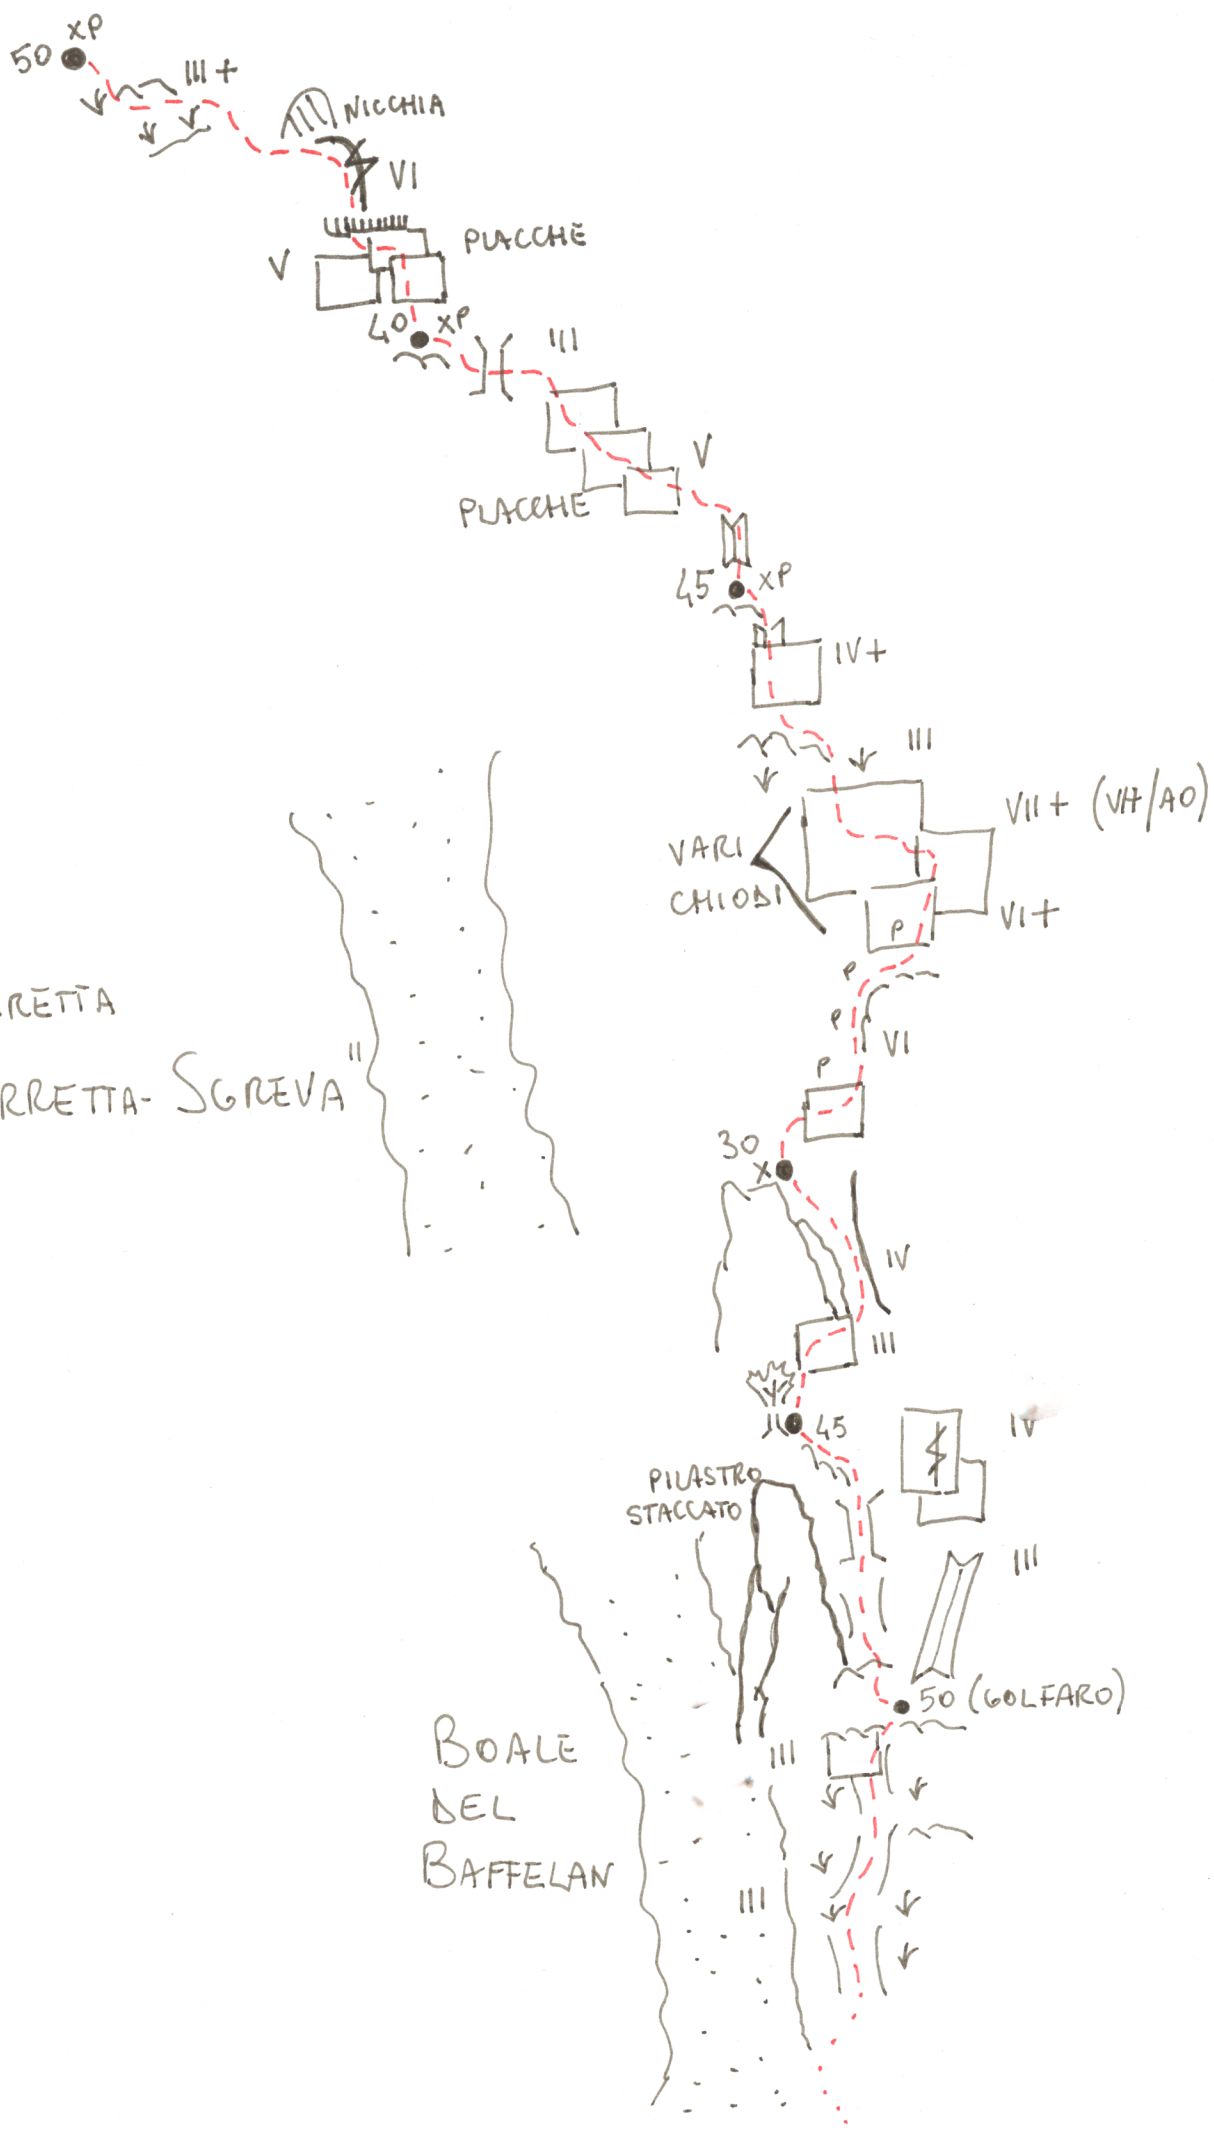 XP
50
III+
NICCHIA
VI
PLACCHE
V
40 XP
III
V
PLACCHE
45 XP
IV+
III
VII+ (VI+/A0)
VARI
CHIODI
VI+
P
P
P
VI
P
RETTA
II
RRETTA-SGREVA
30
X
IV
III
45
IV
PILASTRO
STACCATO
III
50 (GOLFARO)
BOALE
DEL
BAFFELAN
III
III